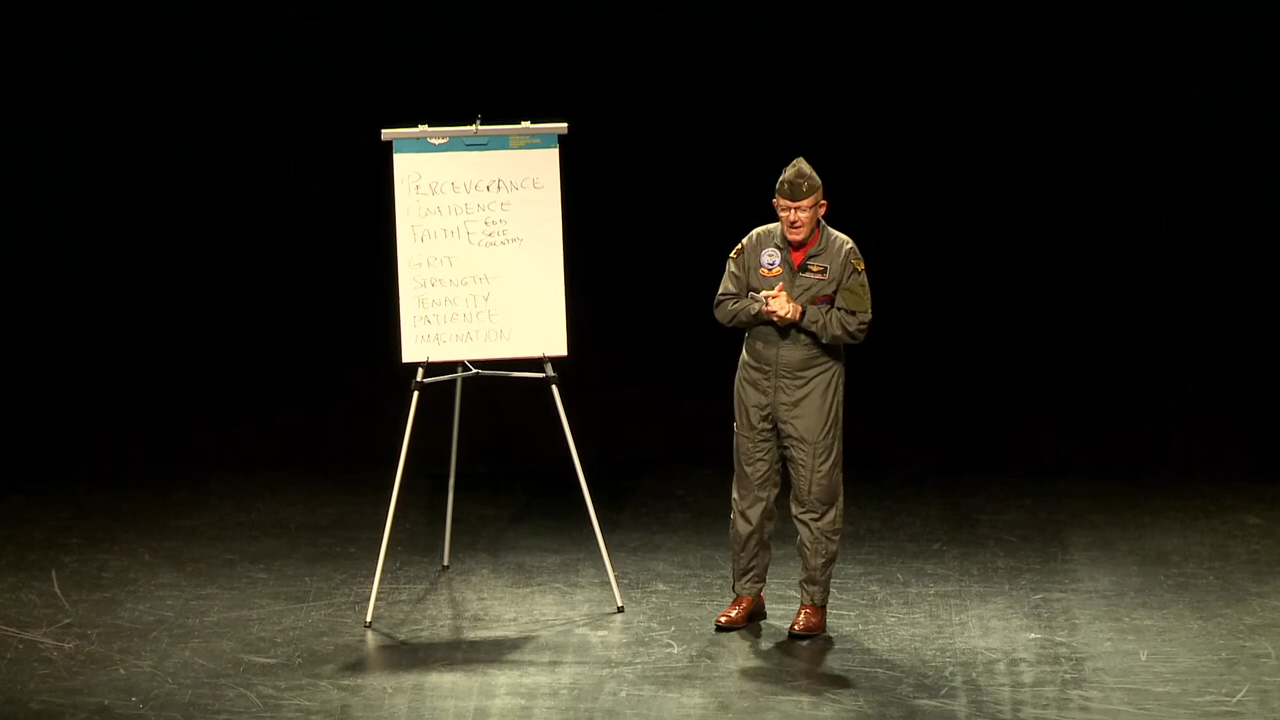 PERCEVERANCE
CONFIDENCE
FAITH GOD
SELF
COUNTRY
GRIT
STRENGTH
TENACITY
PATIENCE
IMAGINATION